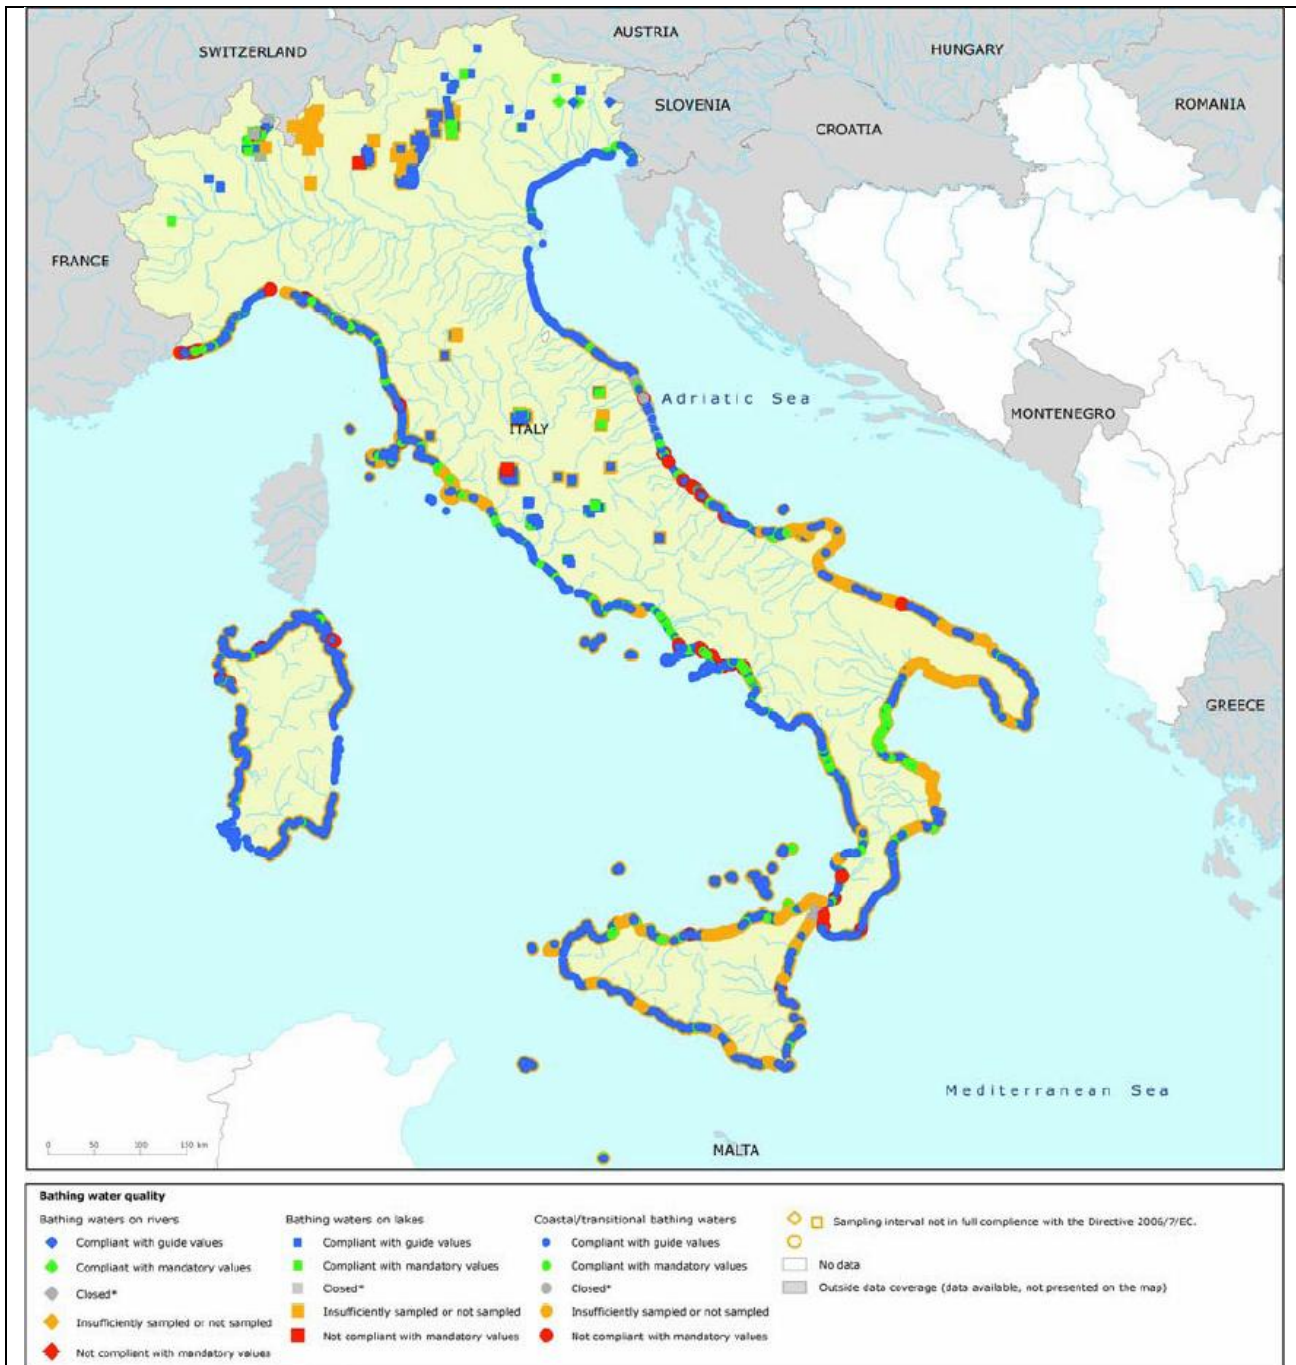 SWITZERLAND
AUSTRIA
HUNGARY
SLOVENIA
ROMANIA
CROATIA
FRANCE
Adriatic Sea
MONTENEGRO
ITALY
GREECE
Mediterranean Sea
0 50 100 150 km
MALTA
Bathing water quality
Bathing waters on rivers
Compliant with guide values
Compliant with mandatory values
Closed*
Insufficiently sampled or not sampled
Not compliant with mandatory values
Bathing waters on lakes
Compliant with guide values
Compliant with mandatory values
Closed*
Insufficiently sampled or not sampled
Not compliant with mandatory values
Coastal/transitional bathing waters
Compliant with guide values
Compliant with mandatory values
Closed*
Insufficiently sampled or not sampled
Not compliant with mandatory values
Sampling interval not in full complience with the Directive 2006/7/EC.
No data
Outside data coverage (data available, not presented on the map)